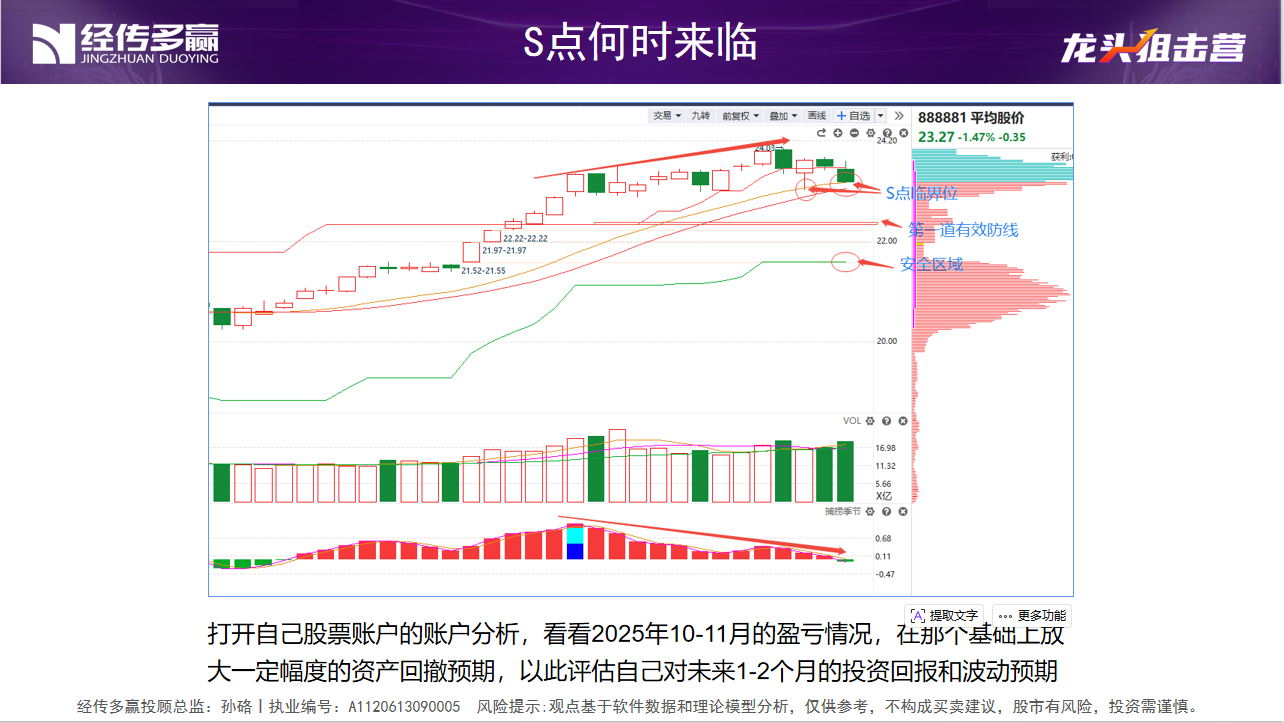 经传多赢
JINGZHUAN DUOYING
S点何时来临
龙头狙击营
交易 九转 前复权 叠加 画线 自选
888881 平均股价
23.27 -1.47% -0.35
获利:
24.20
24.03
S点临界位
第一道有效防线
22.00
22.22-22.22
21.97-21.97
21.52-21.55
安全区域
20.00
VOL
16.98
11.32
5.66
X亿
捕捞季节
0.68
0.11
-0.47
提取文字 更多功能
打开自己股票账户的账户分析，看看2025年10-11月的盈亏情况，在那个基础上放
大一定幅度的资产回撤预期，以此评估自己对未来1-2个月的投资回报和波动预期
经传多赢投顾总监：孙硌丨执业编号：A1120613090005 风险提示:观点基于软件数据和理论模型分析，仅供参考，不构成买卖建议，股市有风险，投资需谨慎。